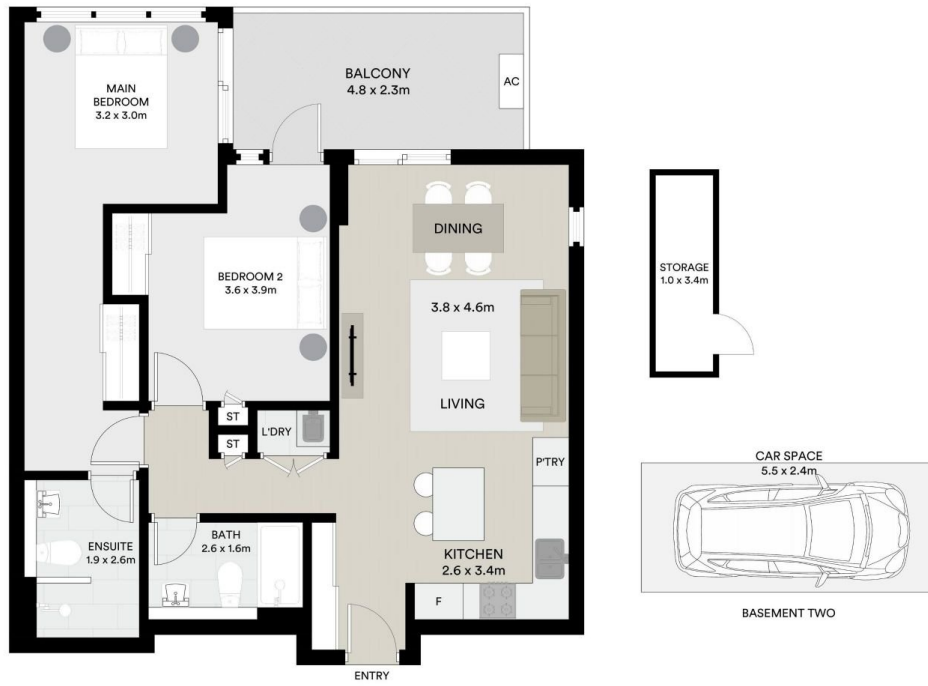 MAIN
BEDROOM
3.2 x 3.0m
BALCONY
4.8 x 2.3m
AC
DINING
BEDROOM 2
3.6 x 3.9m
3.8 x 4.6m
LIVING
ST
ST
L'DRY
P'TRY
ENSUITE
1.9 x 2.6m
BATH
2.6 x 1.6m
KITCHEN
2.6 x 3.4m
F
ENTRY
STORAGE
1.0 x 3.4m
CAR SPACE
5.5 x 2.4m
BASEMENT TWO